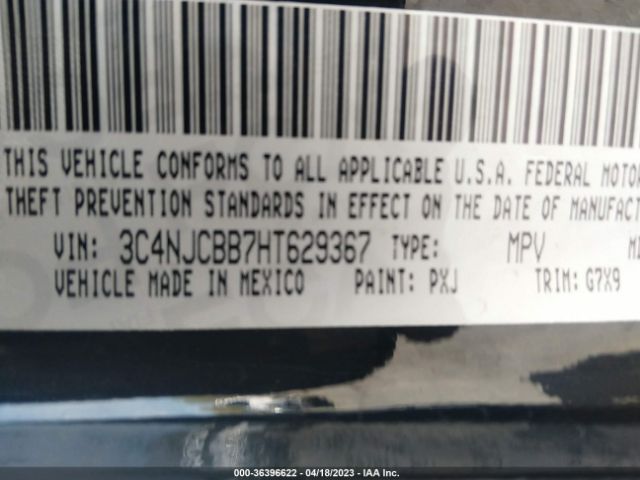 THIS VEHICLE CONFORMS TO ALL APPLICABLE U.S.A. FEDERAL MOTOR
THEFT PREVENTION STANDARDS IN EFFECT ON THE DATE OF MANUFACT
VIN: 3C4NJCBB7HT629367 TYPE: MPV
VEHICLE MADE IN MEXICO PAINT: PXJ TRIM: G7X9
000-36396622 - 04/18/2023 - IAA Inc.